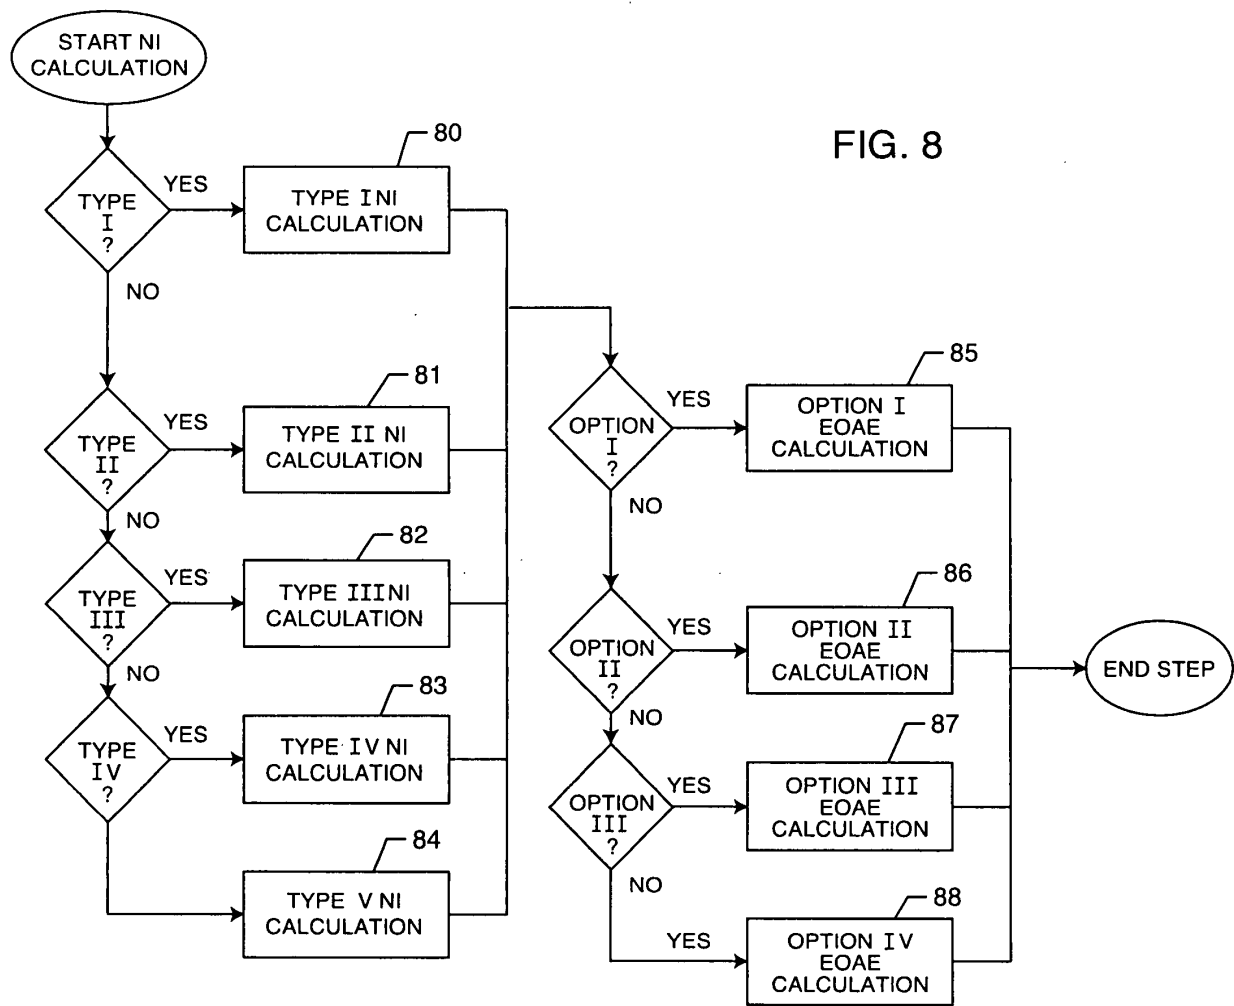 START NI
CALCULATION
FIG. 8
TYPE
I
?
YES
NO
80
TYPE I NI
CALCULATION
TYPE
II
?
YES
NO
81
TYPE II NI
CALCULATION
TYPE
III
?
YES
NO
82
TYPE III NI
CALCULATION
TYPE
IV
?
YES
83
TYPE IV NI
CALCULATION
84
TYPE V NI
CALCULATION
OPTION
I
?
YES
NO
85
OPTION I
EOAE
CALCULATION
OPTION
II
?
YES
NO
86
OPTION II
EOAE
CALCULATION
OPTION
III
?
YES
NO
87
OPTION III
EOAE
CALCULATION
YES
88
OPTION IV
EOAE
CALCULATION
END STEP